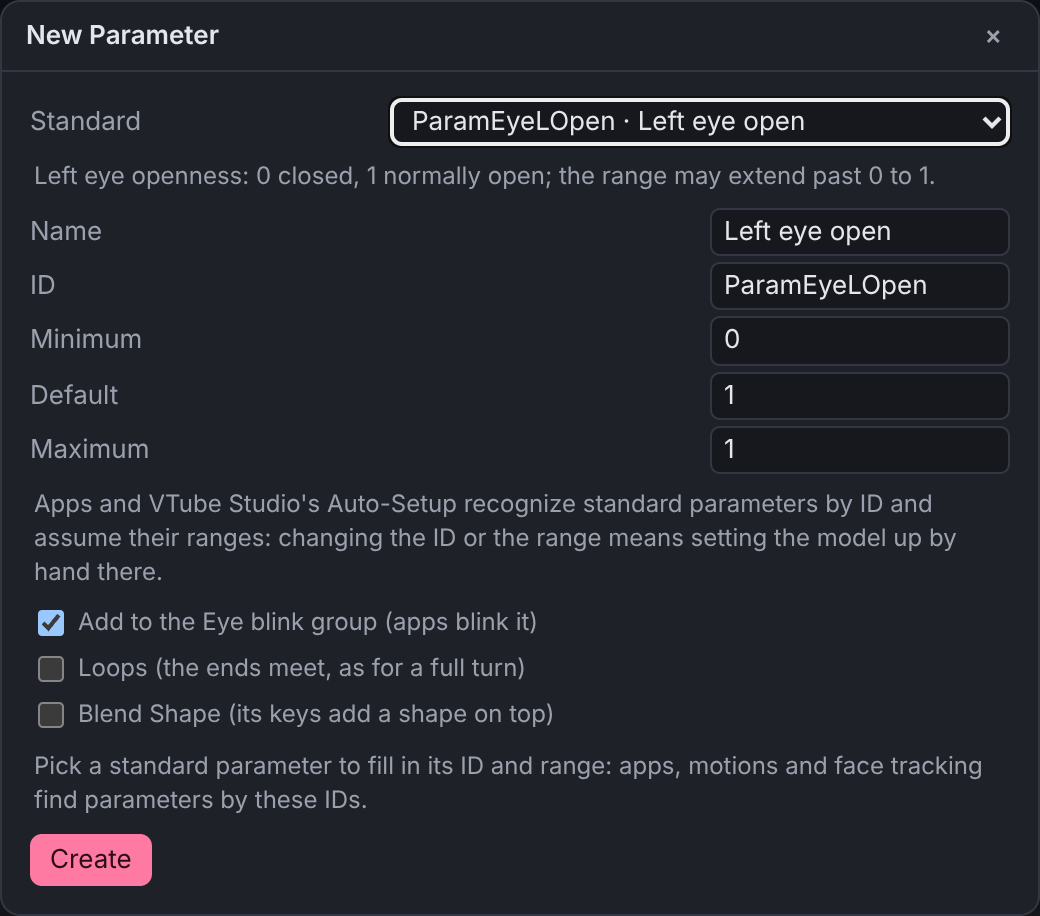 New Parameter
×
Standard
ParamEyeLOpen · Left eye open
Left eye openness: 0 closed, 1 normally open; the range may extend past 0 to 1.
Name
Left eye open
ID
ParamEyeLOpen
Minimum
0
Default
1
Maximum
1
Apps and VTube Studio's Auto-Setup recognize standard parameters by ID and
assume their ranges: changing the ID or the range means setting the model up by
hand there.
Add to the Eye blink group (apps blink it)
Loops (the ends meet, as for a full turn)
Blend Shape (its keys add a shape on top)
Pick a standard parameter to fill in its ID and range: apps, motions and face tracking
find parameters by these IDs.
Create